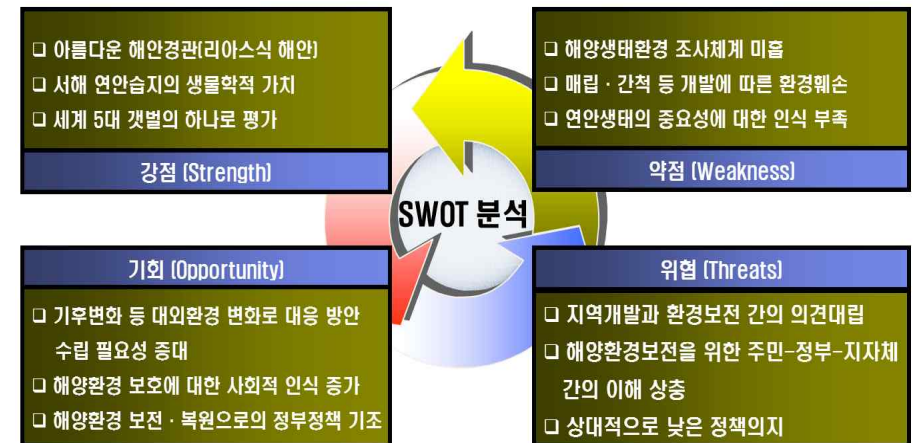 ❑ 아름다운 해안경관(리아스식 해안)
❑ 서해 연안습지의 생물학적 가치
❑ 세계 5대 갯벌의 하나로 평가
강점 (Strength)
❑ 해양생태환경 조사체계 미흡
❑ 매립 · 간척 등 개발에 따른 환경훼손
❑ 연안생태의 중요성에 대한 인식 부족
약점 (Weakness)
SWOT 분석
기회 (Opportunity)
❑ 기후변화 등 대외환경 변화로 대응 방안
수립 필요성 증대
❑ 해양환경 보호에 대한 사회적 인식 증가
❑ 해양환경 보전 · 복원으로의 정부정책 기조
위협 (Threats)
❑ 지역개발과 환경보전 간의 의견대립
❑ 해양환경보전을 위한 주민-정부-지자체
간의 이해 상충
❑ 상대적으로 낮은 정책의지